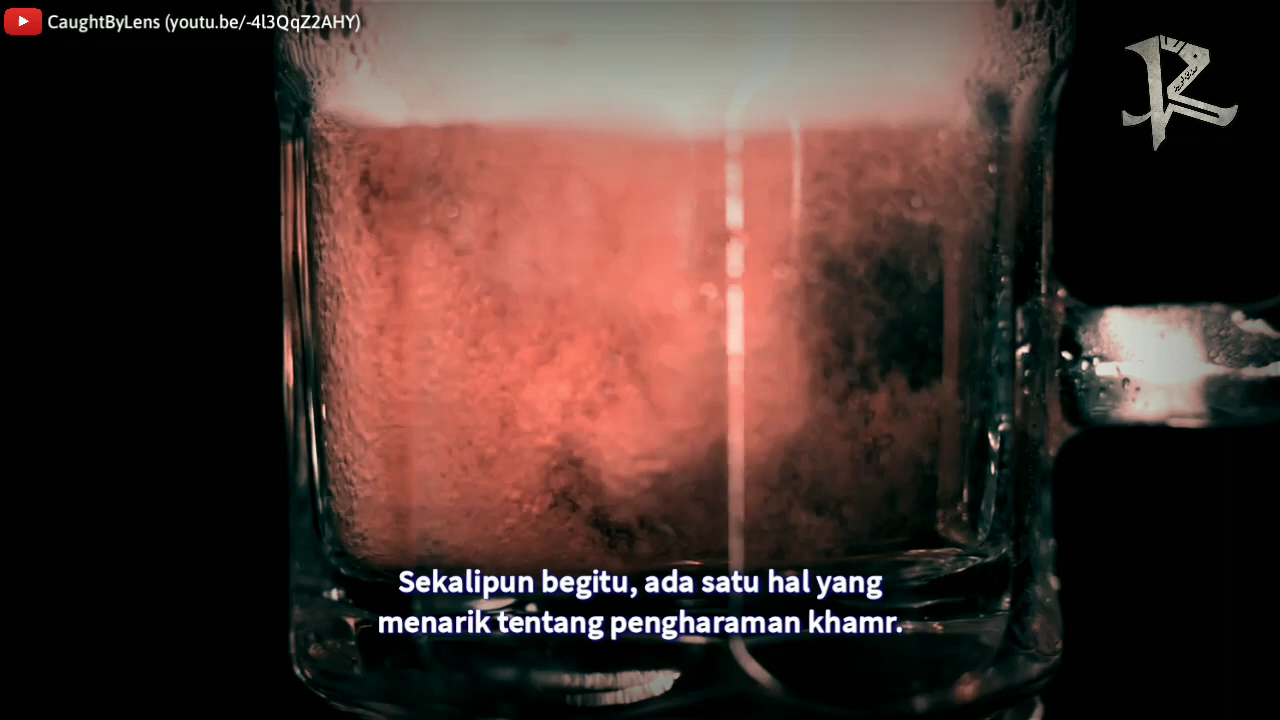 CaughtByLens (youtu.be/-4l3QqZ2AHY)
Sekalipun begitu, ada satu hal yang
menarik tentang pengharaman khamr.